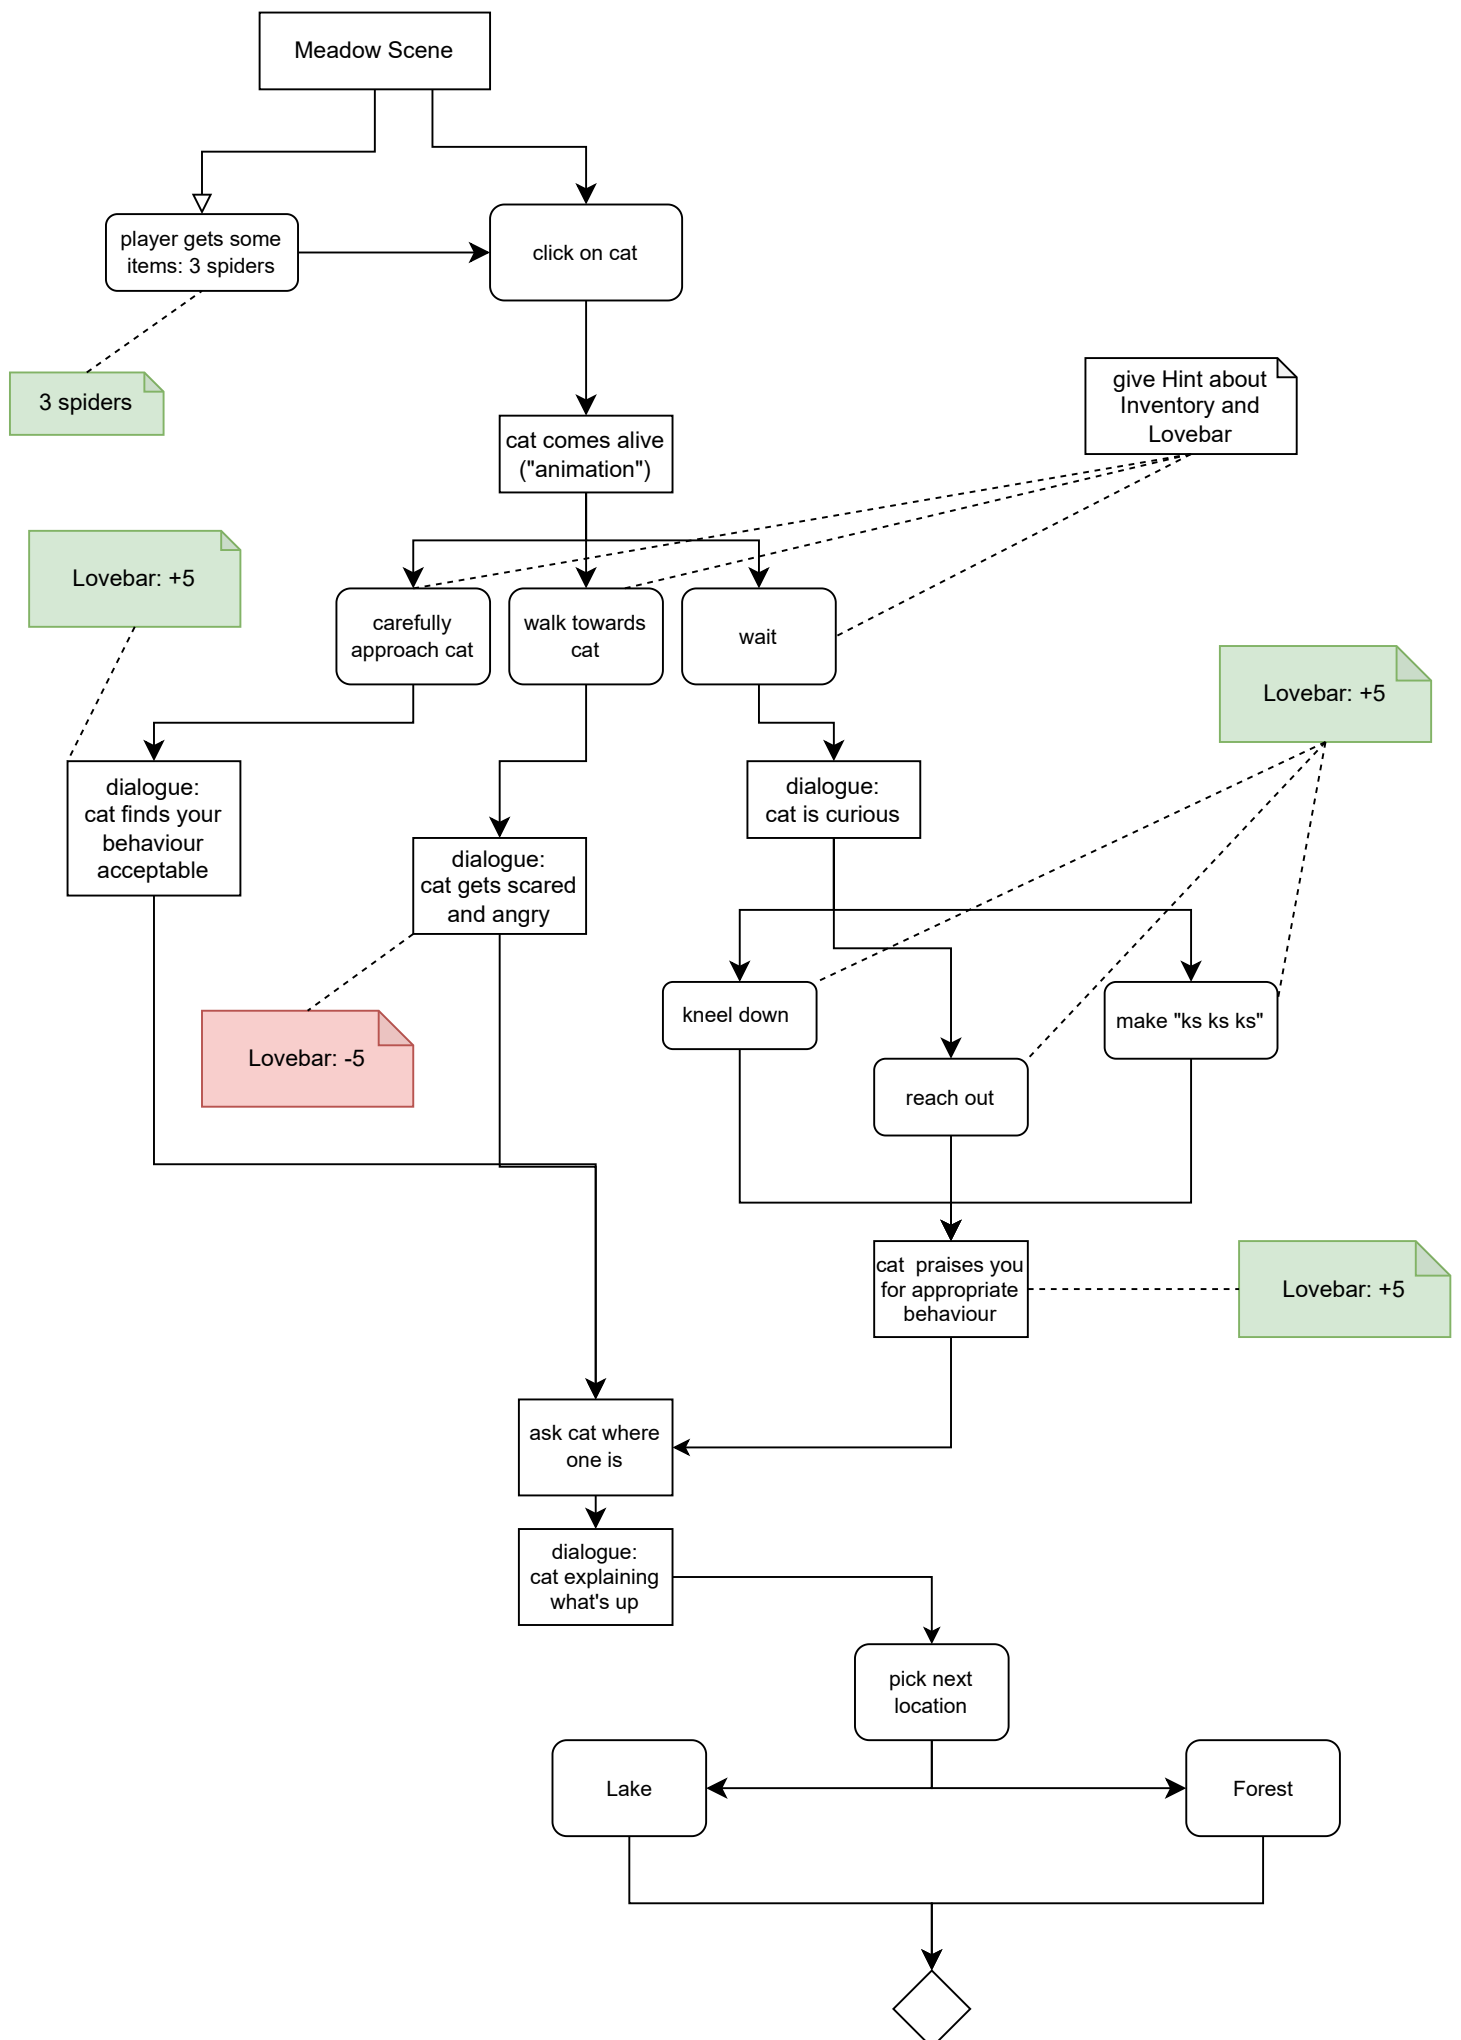 Meadow Scene
player gets some
items: 3 spiders
click on cat
3 spiders
give Hint about
Inventory and
Lovebar
cat comes alive
("animation")
Lovebar: +5
carefully
approach cat
walk towards
cat
wait
Lovebar: +5
dialogue:
cat finds your
behaviour
acceptable
dialogue:
cat is curious
dialogue:
cat gets scared
and angry
kneel down
make "ks ks ks"
Lovebar: -5
reach out
cat  praises you
for appropriate
behaviour
Lovebar: +5
ask cat where
one is
dialogue:
cat explaining
what's up
pick next
location
Lake
Forest